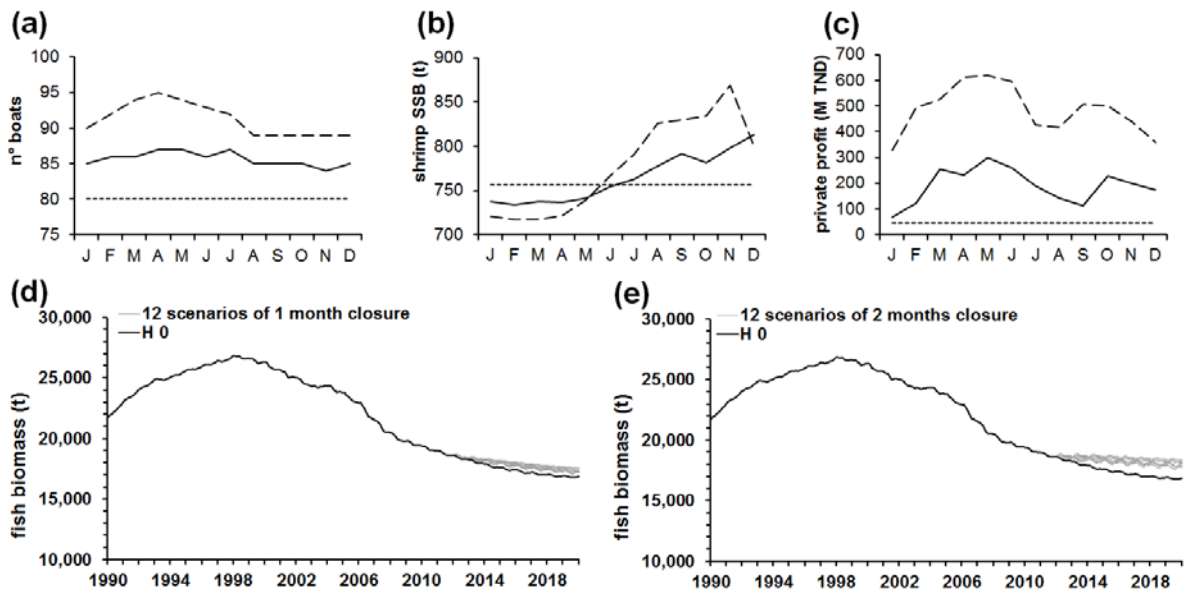 (a)
n° boats
100
95
90
85
80
75
J F M A M J J A S O N D
(b)
shrimp SSB (t)
900
850
800
750
700
J F M A M J J A S O N D
(c)
private profit (M TND)
700
600
500
400
300
200
100
0
J F M A M J J A S O N D
(d)
12 scenarios of 1 month closure
H 0
fish biomass (t)
30,000
25,000
20,000
15,000
10,000
1990 1994 1998 2002 2006 2010 2014 2018
(e)
12 scenarios of 2 months closure
H 0
fish biomass (t)
30,000
25,000
20,000
15,000
10,000
1990 1994 1998 2002 2006 2010 2014 2018